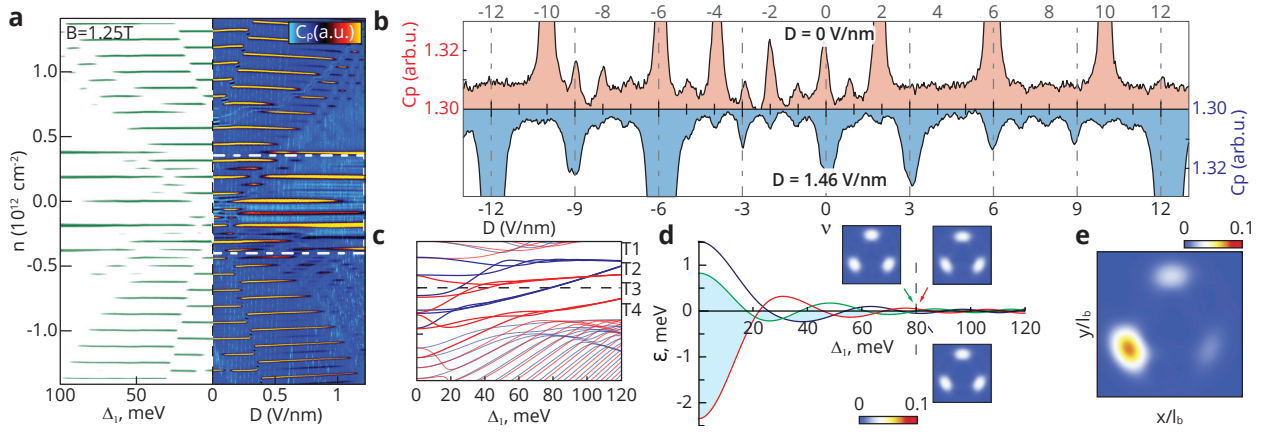 a
B=1.25T
Cₚ(a.u.)
n (10¹² cm⁻²)
1.0
0.5
0.0
-0.5
-1.0
100 50 0 0 1
Δ₁, meV D (V/nm)
b
-12 -10 -8 -6 -4 -2 0 2 4 6 8 10 12
D = 0 V/nm
Cp (arb.u.)
1.32
1.30
1.30
1.32
Cp (arb.u.)
D = 1.46 V/nm
-12 -9 -6 -3 0 3 6 9 12
D (V/nm)
ν
c
T1
T2
T3
T4
0 20 40 60 80 100 120
Δ₁, meV
d
ε, meV
1
0
-1
-2
20 40 60 80 100 120
Δ₁, meV
0 0.1
e
0 0.1
y/l_b
x/l_b